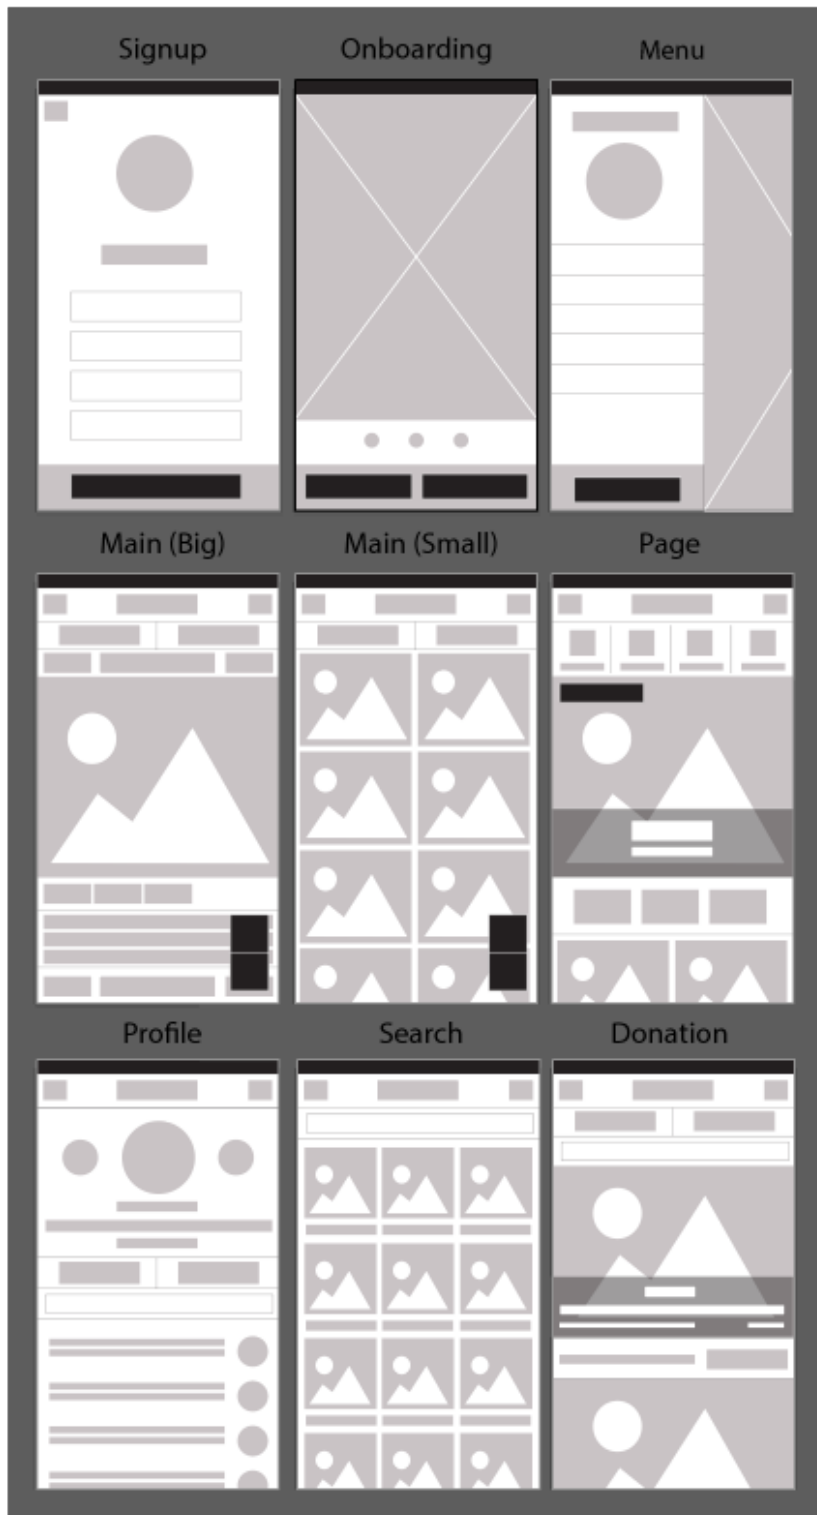 Signup
Onboarding
Menu
Main (Big)
Main (Small)
Page
Profile
Search
Donation